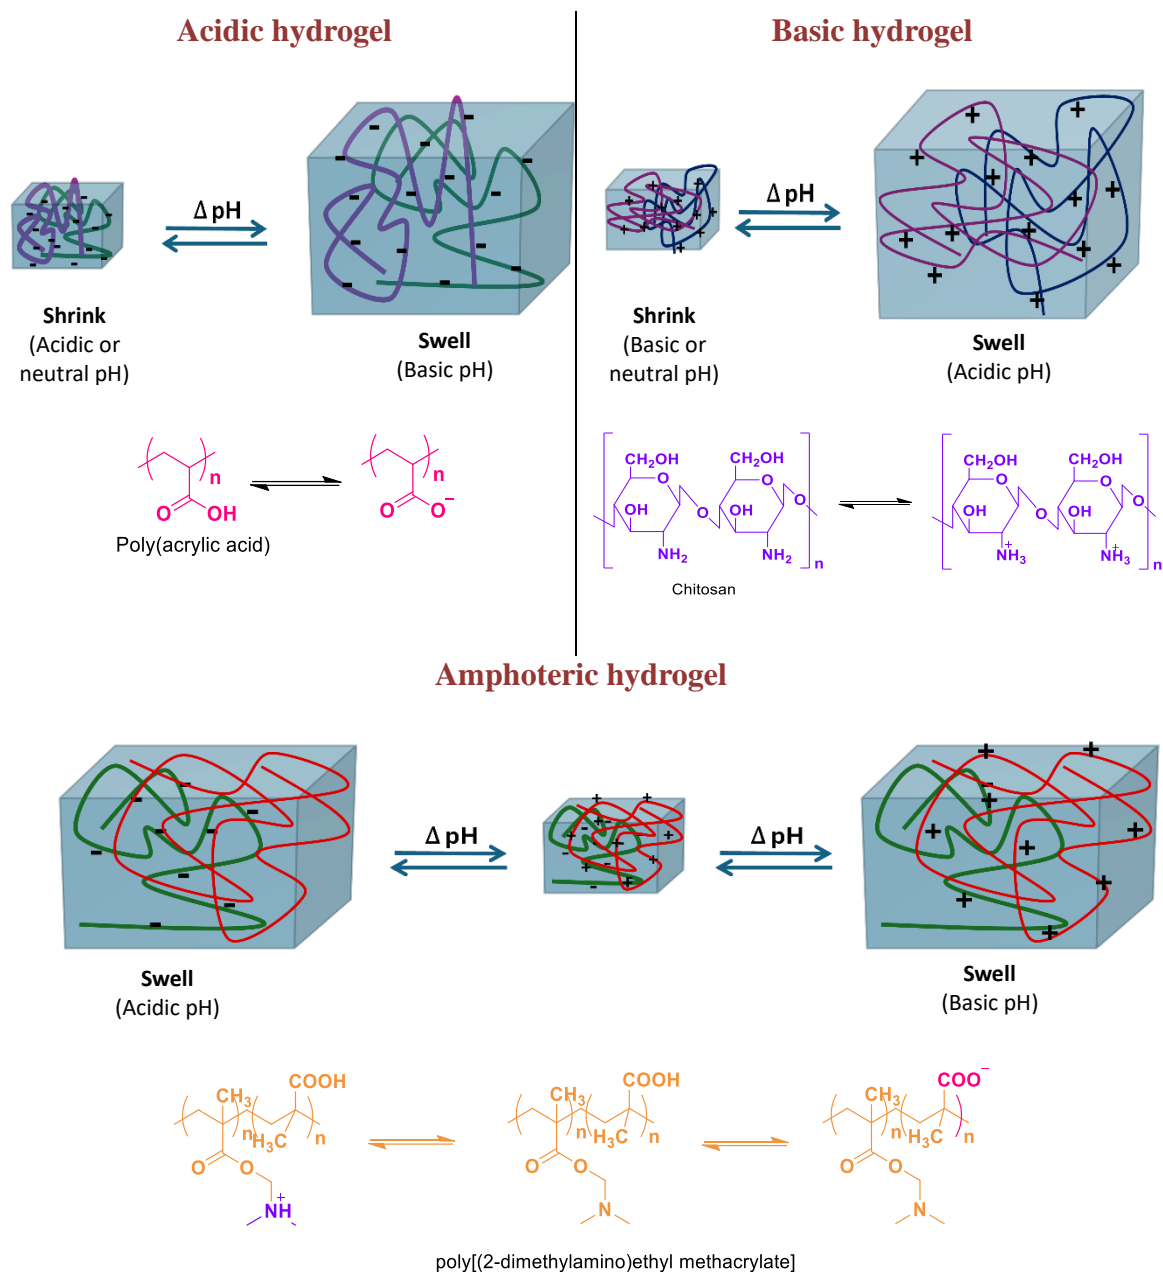 Acidic hydrogel
Δ pH
Shrink
(Acidic or
neutral pH)
Swell
(Basic pH)
( )n
O OH
( )n
O O−
Poly(acrylic acid)
Basic hydrogel
Δ pH
Shrink
(Basic or
neutral pH)
Swell
(Acidic pH)
CH2OH CH2OH
O O O
OH O OH
NH2 NH2 n
CH2OH CH2OH
O O O
OH O OH
NH3+ NH3+ n
Chitosan
Amphoteric hydrogel
Δ pH
Δ pH
Swell
(Acidic pH)
Swell
(Basic pH)
COOH
CH3
n n
H3C
O O
NH+
COOH
CH3
n n
CH3
O O
N
COO−
CH3
n n
CH3
O O
N
poly[(2-dimethylamino)ethyl methacrylate]